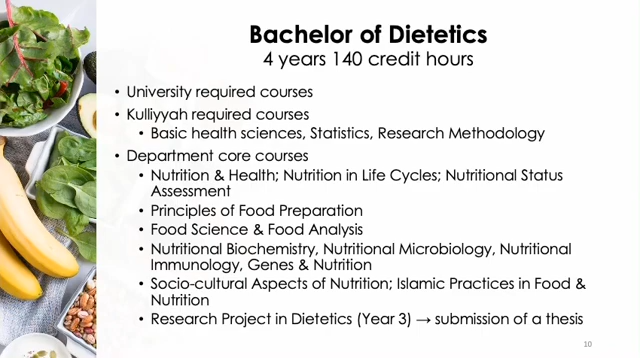 Bachelor of Dietetics
4 years 140 credit hours
• University required courses
• Kulliyyah required courses
• Basic health sciences, Statistics, Research Methodology
• Department core courses
• Nutrition & Health; Nutrition in Life Cycles; Nutritional Status
Assessment
• Principles of Food Preparation
• Food Science & Food Analysis
• Nutritional Biochemistry, Nutritional Microbiology, Nutritional
Immunology, Genes & Nutrition
• Socio-cultural Aspects of Nutrition; Islamic Practices in Food &
Nutrition
• Research Project in Dietetics (Year 3) → submission of a thesis
10